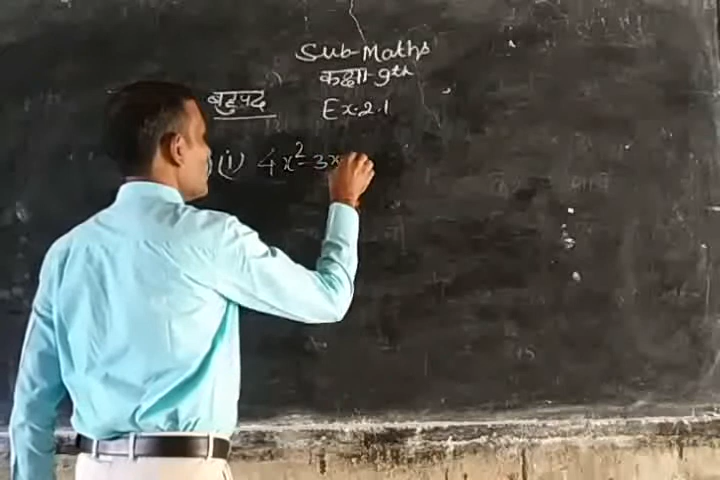 Sub-Maths
कक्षा-9th
बहुपद
Ex.2.1
(i) 4x²-3x